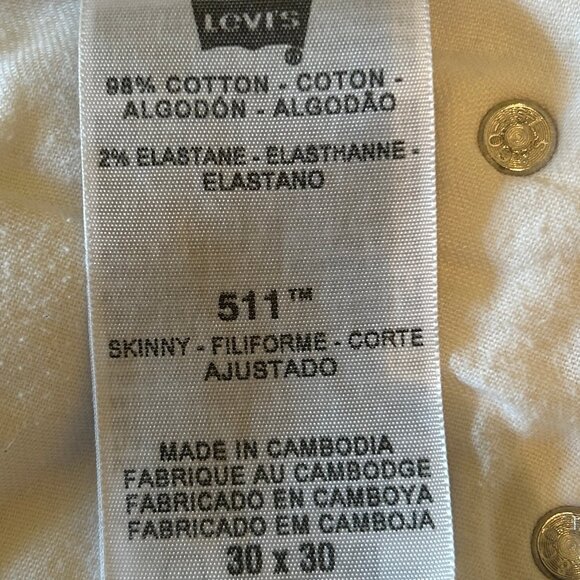 LEVI'S
98% COTTON - COTON -
ALGODÓN - ALGODÃO
2% ELASTANE - ELASTHANNE -
ELASTANO
511™
SKINNY - FILIFORME - CORTE
AJUSTADO
MADE IN CAMBODIA
FABRIQUE AU CAMBODGE
FABRICADO EN CAMBOYA
FABRICADO EM CAMBOJA
30 x 30